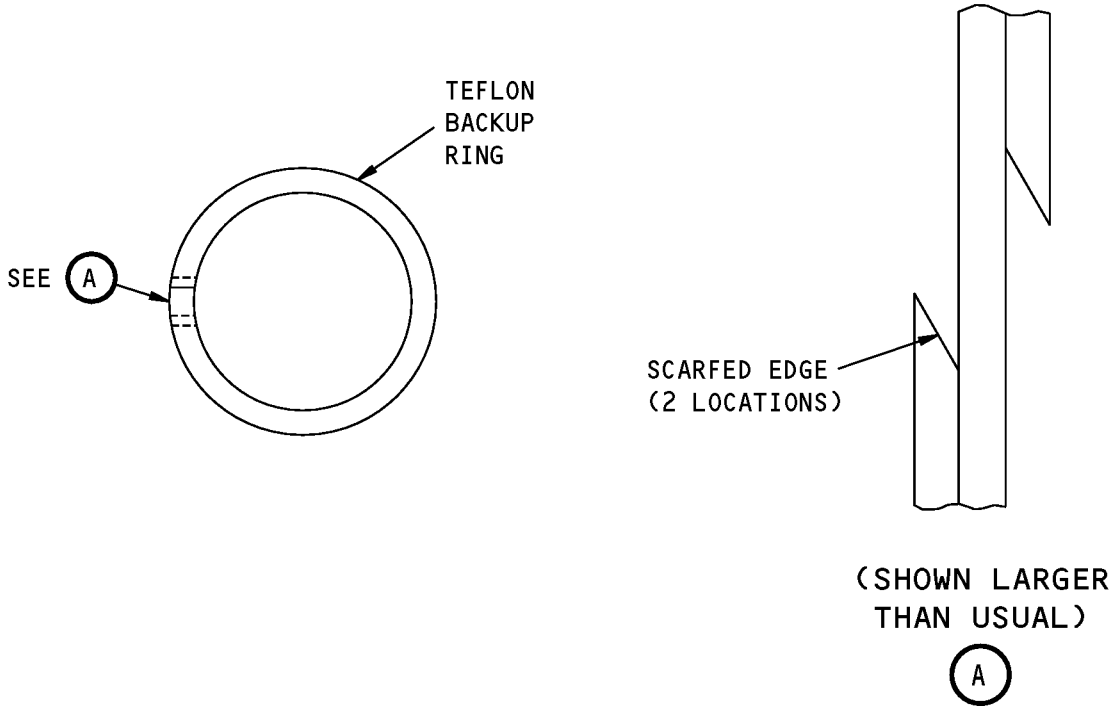 TEFLON
BACKUP
RING
SEE A
SCARFED EDGE
(2 LOCATIONS)
(SHOWN LARGER
THAN USUAL)
A